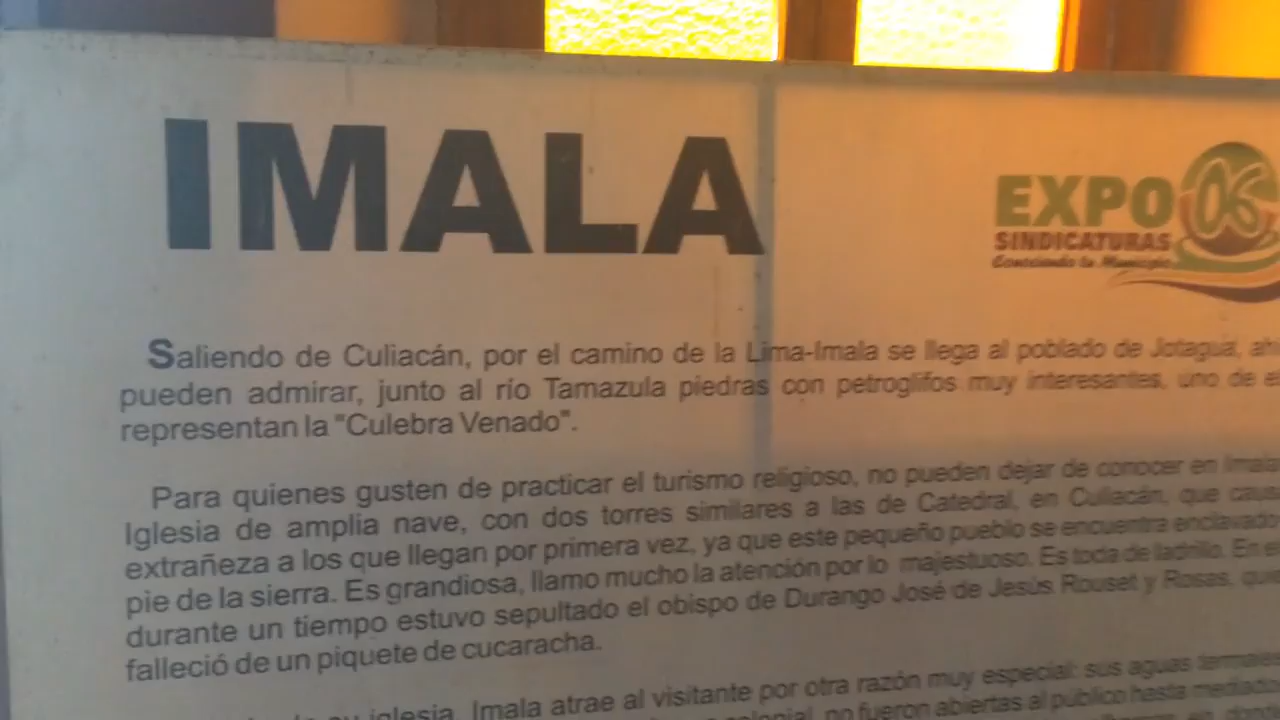 IMALA
EXPO 06
SINDICATURAS
Conociendo tu Municipio
Saliendo de Culiacán, por el camino de la Lima-Imala se llega al poblado de Jotagua, ahí
pueden admirar, junto al río Tamazula piedras con petroglifos muy interesantes, uno de
representan la "Culebra Venado".
Para quienes gusten de practicar el turismo religioso, no pueden dejar de conocer en Imala
Iglesia de amplia nave, con dos torres similares a las de Catedral, en Culiacán, que
extrañeza a los que llegan por primera vez, ya que este pequeño pueblo se encuentra enclavado
pie de la sierra. Es grandiosa, llamo mucho la atención por lo majestuoso. Es toda de ladrillo. En
durante un tiempo estuvo sepultado el obispo de Durango José de Jesús Rouset y Rosas, que
falleció de un piquete de cucaracha.
su iglesia, Imala atrae al visitante por otra razón muy especial: sus aguas termales
no fueron abiertas al público hasta